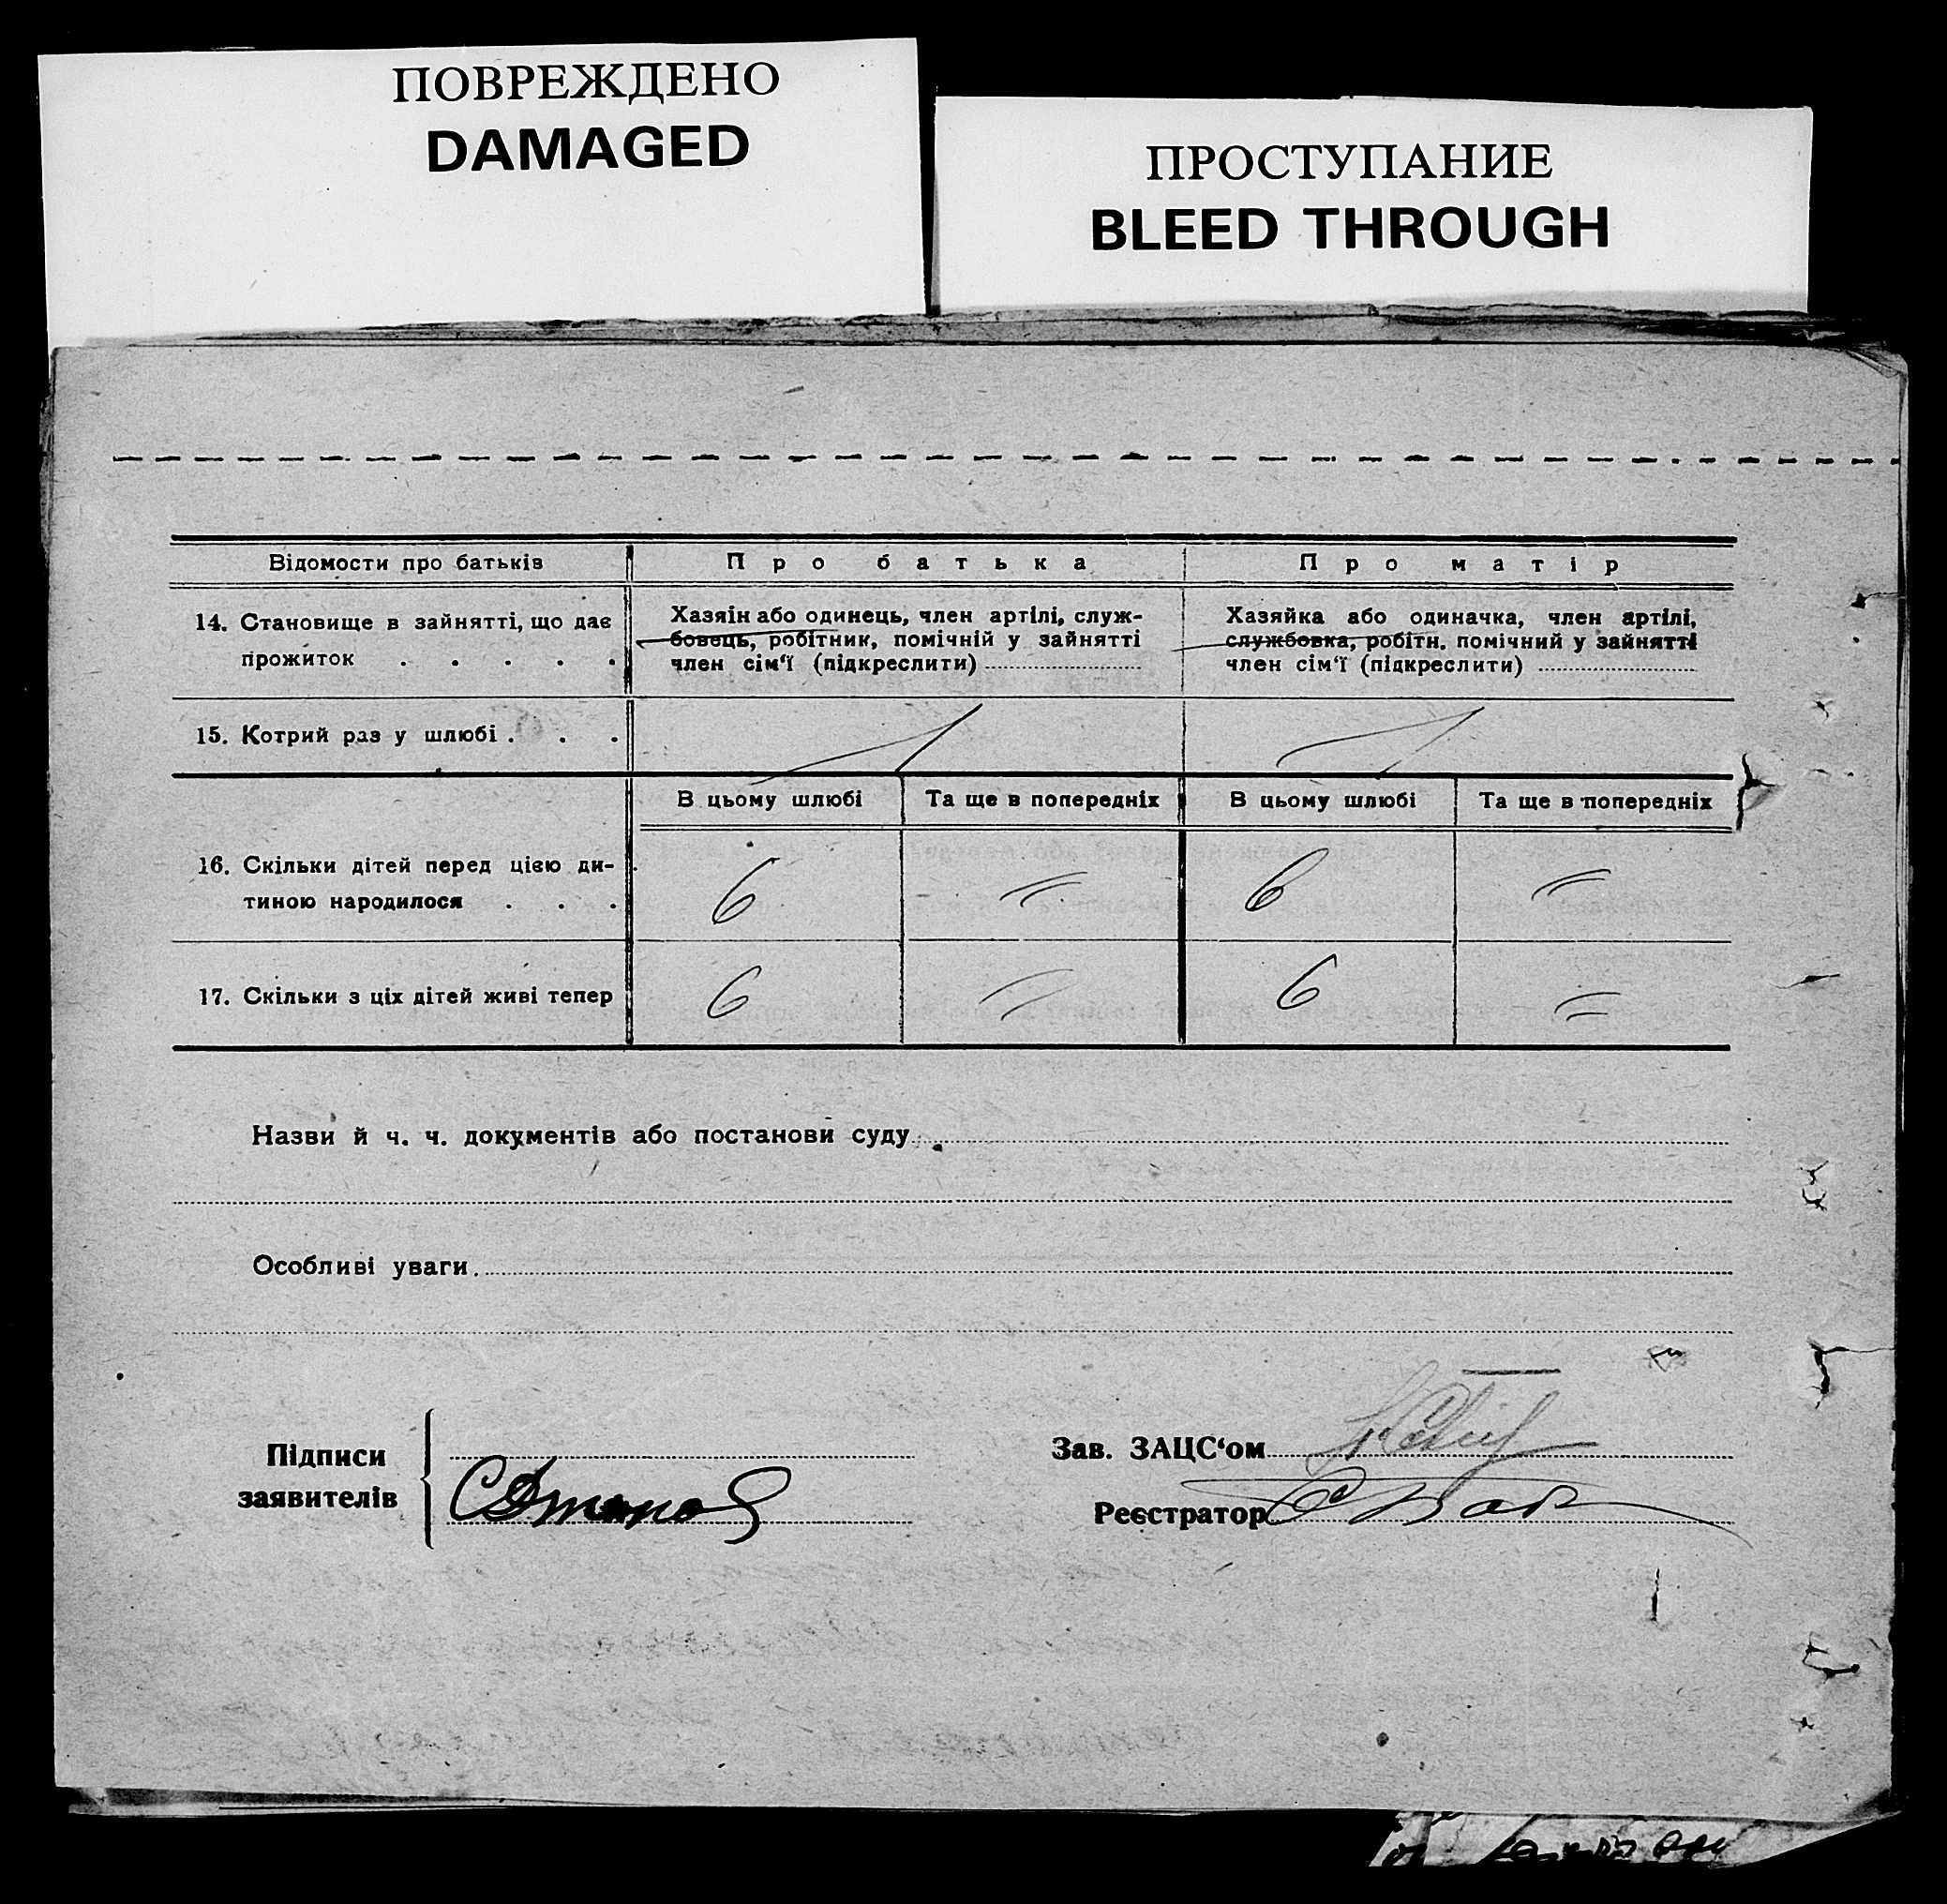 ПОВРЕЖДЕНО
DAMAGED
ПРОСТУПАНИЕ
BLEED THROUGH
Відомости про батьків
Про батька
Про матір
14. Становище в зайнятті, що дає
прожиток . . . . .
Хазяін або одинець, член артілі, служ-
бовець, робітник, помічній у зайнятті
член сім‘ї (підкреслити)
Хазяйка або одиначка, член артілі,
службовка, робітн. помічний у зайнятті
член сім‘ї (підкреслити)
15. Котрий раз у шлюбі . . .
1
1
В цьому шлюбі
Та ще в попередніх
В цьому шлюбі
Та ще в попередніх
16. Скільки дітей перед цією ди-
тиною народилося . . .
6
6
17. Скільки з ціх дітей живі тепер
6
6
Назви й ч. ч. документів або постанови суду
Особливі уваги
Підписи
заявителів
Зав. ЗАЦС‘ом
Реєстратор